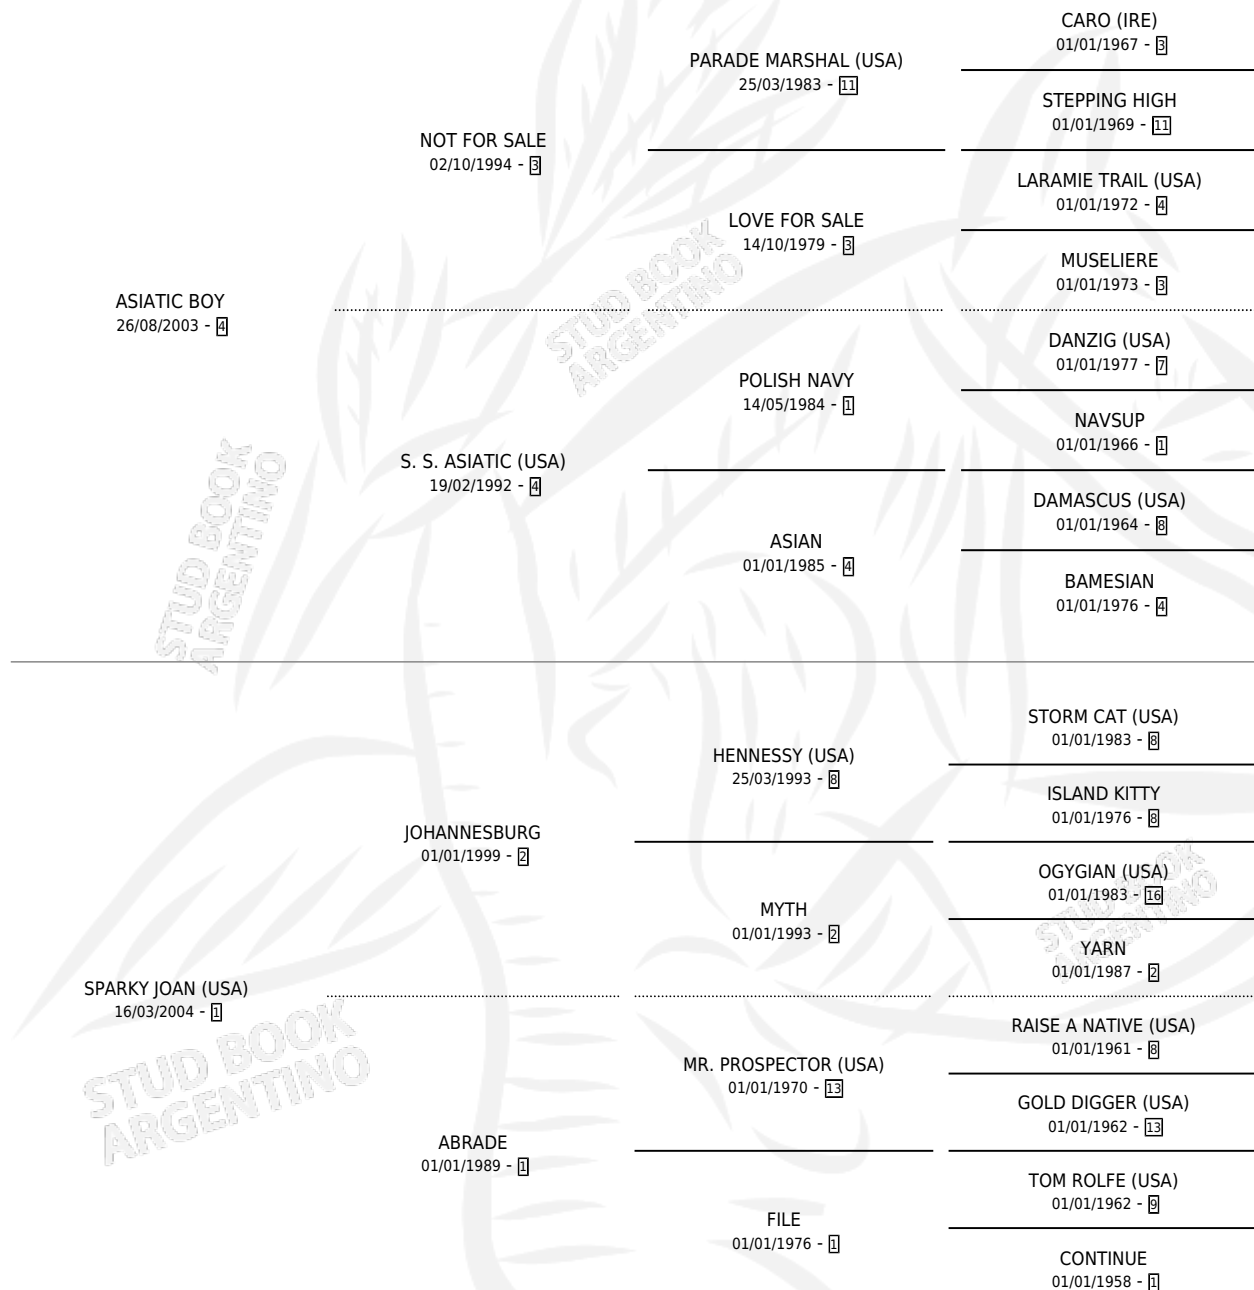 CARO (IRE)
01/01/1967 - 3
PARADE MARSHAL (USA)
25/03/1983 - 11
STEPPING HIGH
01/01/1969 - 11
NOT FOR SALE
02/10/1994 - 3
LARAMIE TRAIL (USA)
01/01/1972 - 4
LOVE FOR SALE
14/10/1979 - 3
MUSELIERE
01/01/1973 - 3
ASIATIC BOY
26/08/2003 - 4
DANZIG (USA)
01/01/1977 - 7
POLISH NAVY
14/05/1984 - 1
NAVSUP
01/01/1966 - 1
S. S. ASIATIC (USA)
19/02/1992 - 4
DAMASCUS (USA)
01/01/1964 - 8
ASIAN
01/01/1985 - 4
BAMESIAN
01/01/1976 - 4
STORM CAT (USA)
01/01/1983 - 8
HENNESSY (USA)
25/03/1993 - 8
ISLAND KITTY
01/01/1976 - 8
JOHANNESBURG
01/01/1999 - 2
OGYGIAN (USA)
01/01/1983 - 16
MYTH
01/01/1993 - 2
YARN
01/01/1987 - 2
SPARKY JOAN (USA)
16/03/2004 - 1
RAISE A NATIVE (USA)
01/01/1961 - 8
MR. PROSPECTOR (USA)
01/01/1970 - 13
GOLD DIGGER (USA)
01/01/1962 - 13
ABRADE
01/01/1989 - 1
TOM ROLFE (USA)
01/01/1962 - 9
FILE
01/01/1976 - 1
CONTINUE
01/01/1958 - 1
STUD BOOK
ARGENTINO
STUD BOOK
ARGENTINO
STUD BOOK
ARGENTINO
STUD BOOK
ARGENTINO